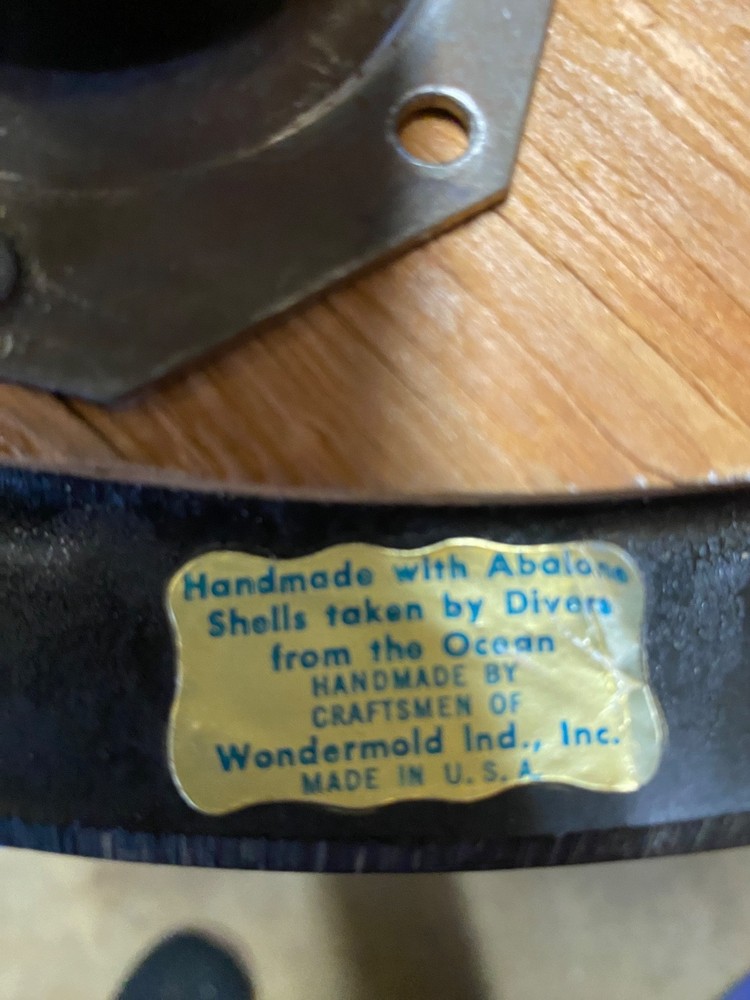 Handmade with Abalone
Shells taken by Divers
from the Ocean
HANDMADE BY
CRAFTSMEN OF
Wondermold Ind., Inc.
MADE IN U.S.A.